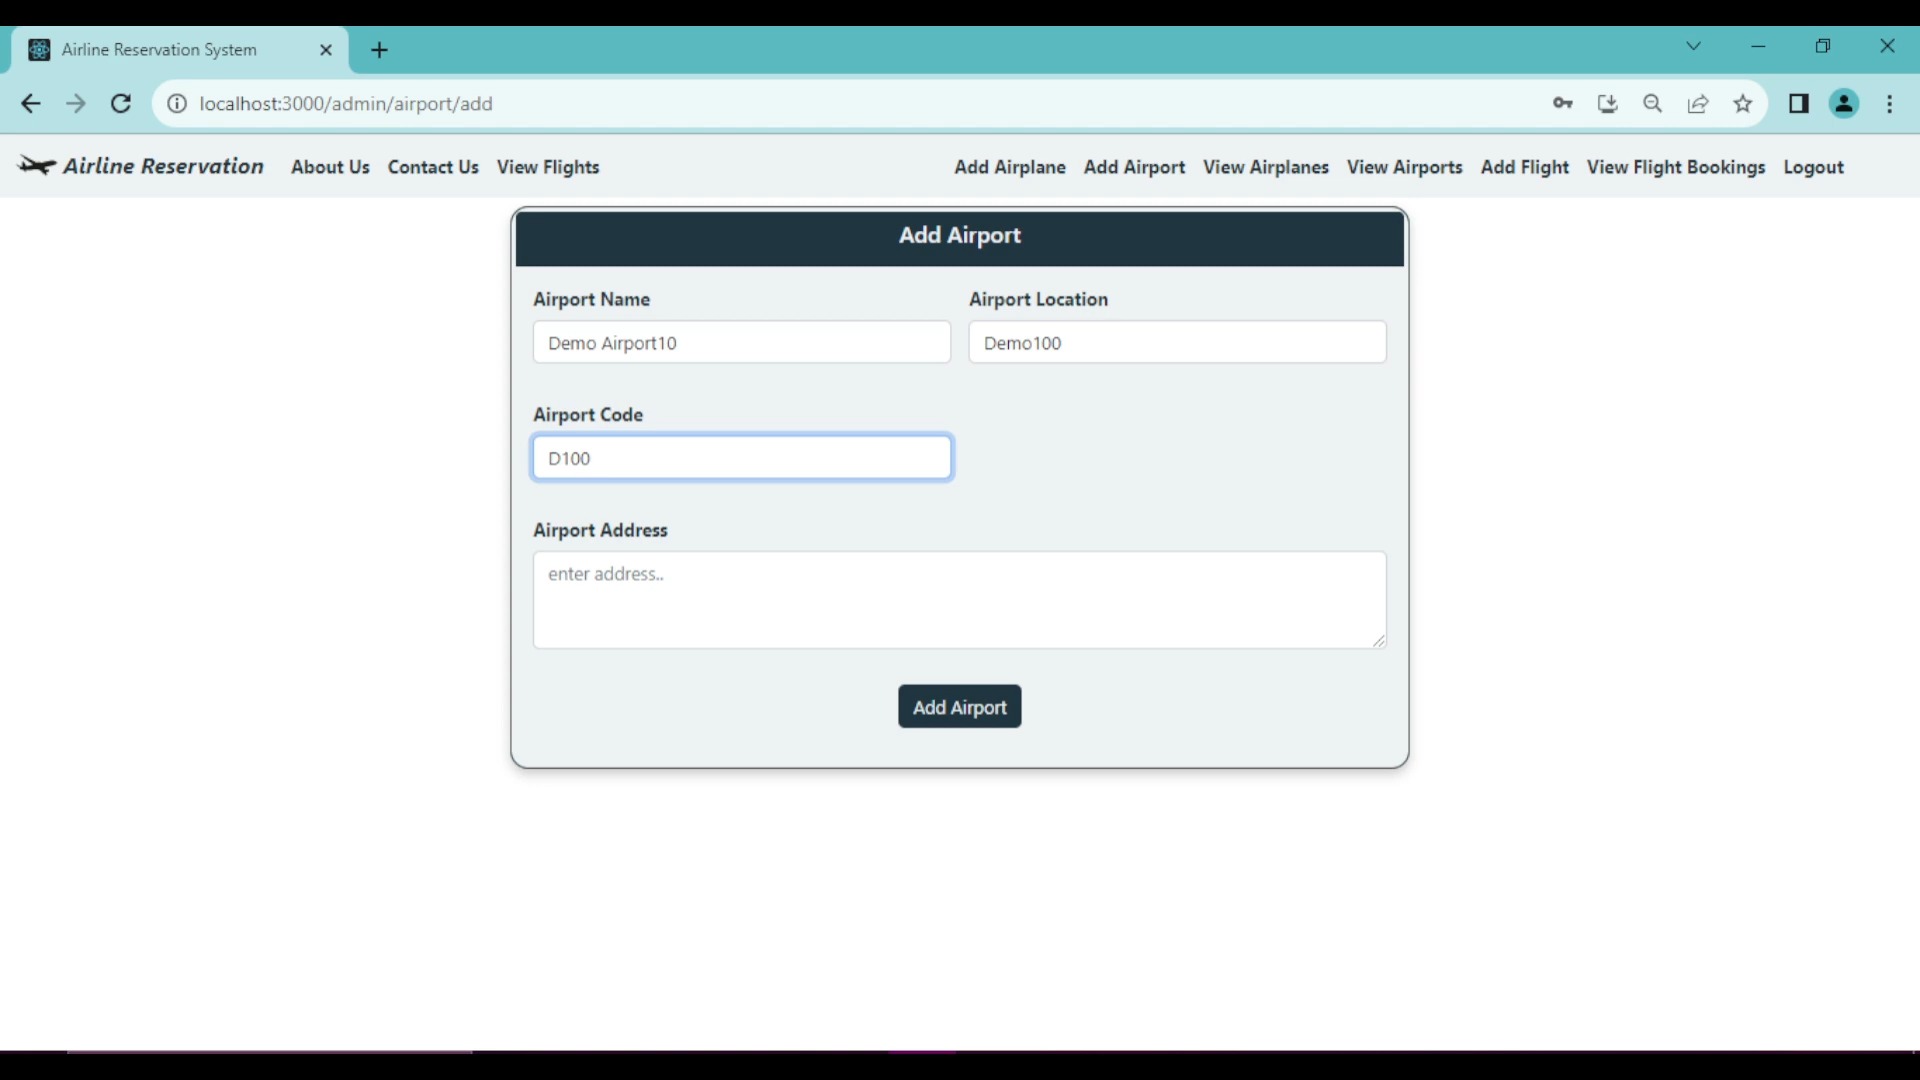 Airline Reservation System
localhost:3000/admin/airport/add
Airline Reservation About Us Contact Us View Flights Add Airplane Add Airport View Airplanes View Airports Add Flight View Flight Bookings Logout
Add Airport
Airport Name Airport Location
Demo Airport10 Demo100
Airport Code
D100
Airport Address
enter address..
Add Airport